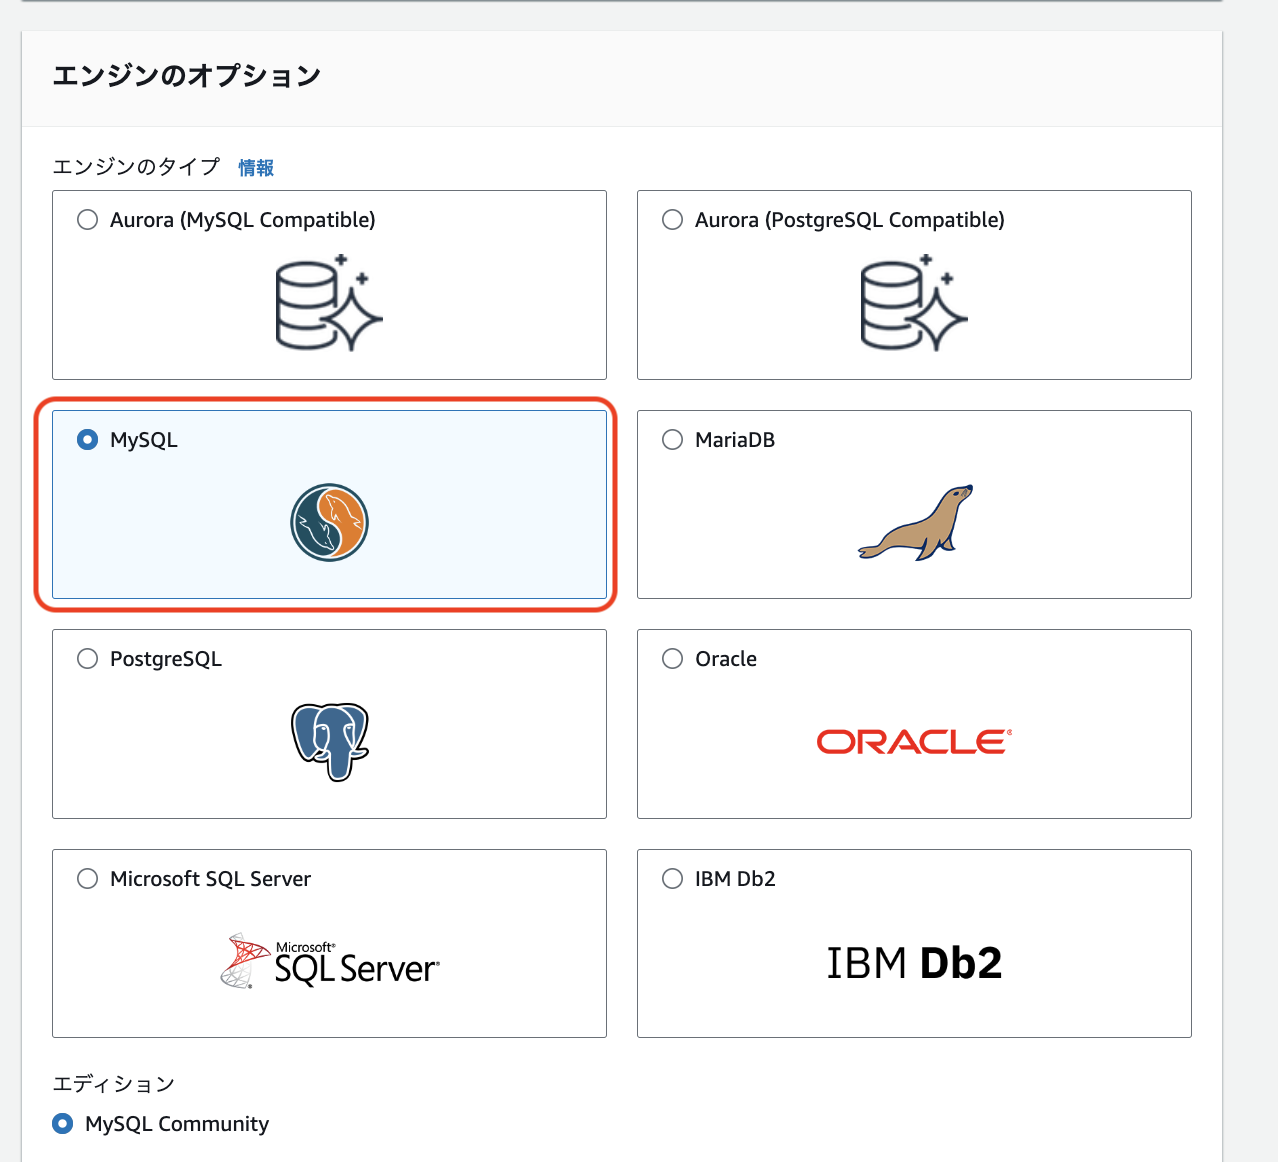 エンジンのオプション
エンジンのタイプ 情報
Aurora (MySQL Compatible)
Aurora (PostgreSQL Compatible)
MySQL
MariaDB
PostgreSQL
Oracle
ORACLE®
Microsoft SQL Server
Microsoft®
SQL Server®
IBM Db2
IBM Db2
エディション
MySQL Community